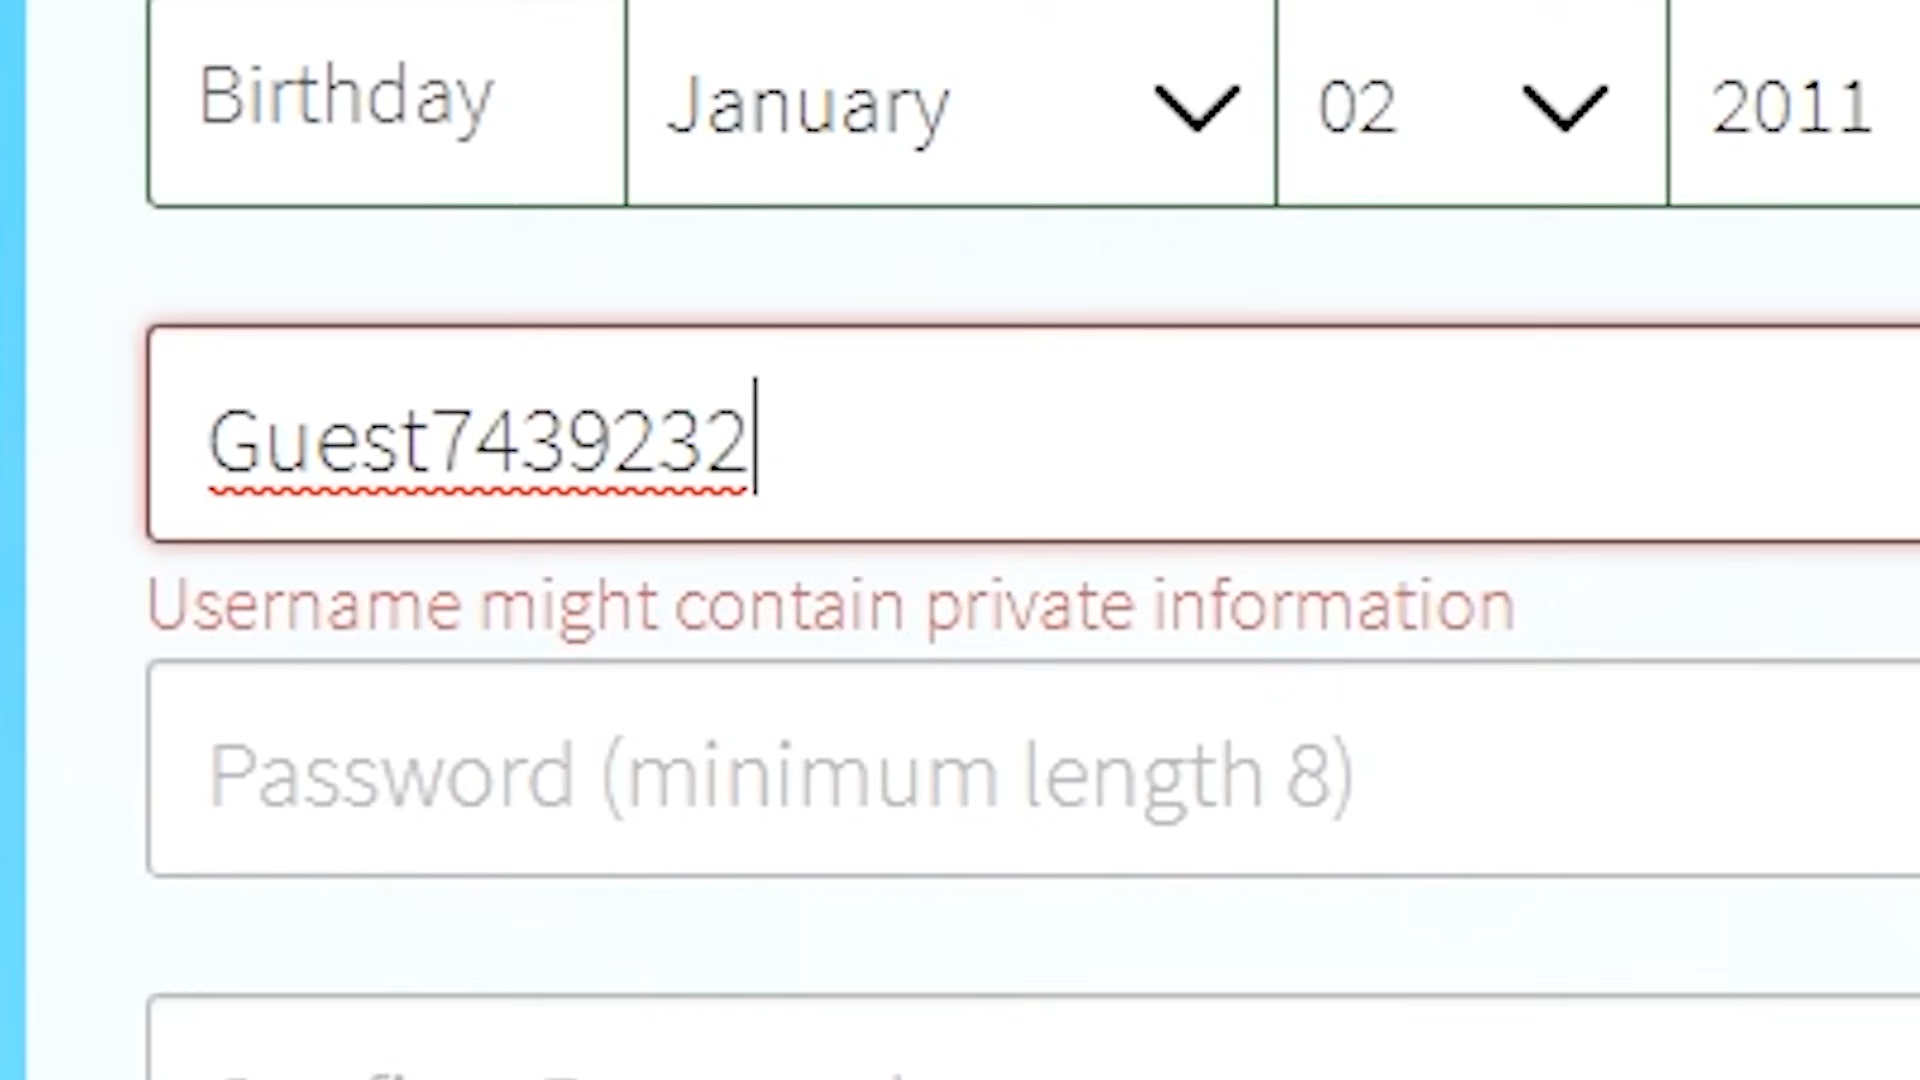 Birthday January 02 2011
Guest7439232
Username might contain private information
Password (minimum length 8)